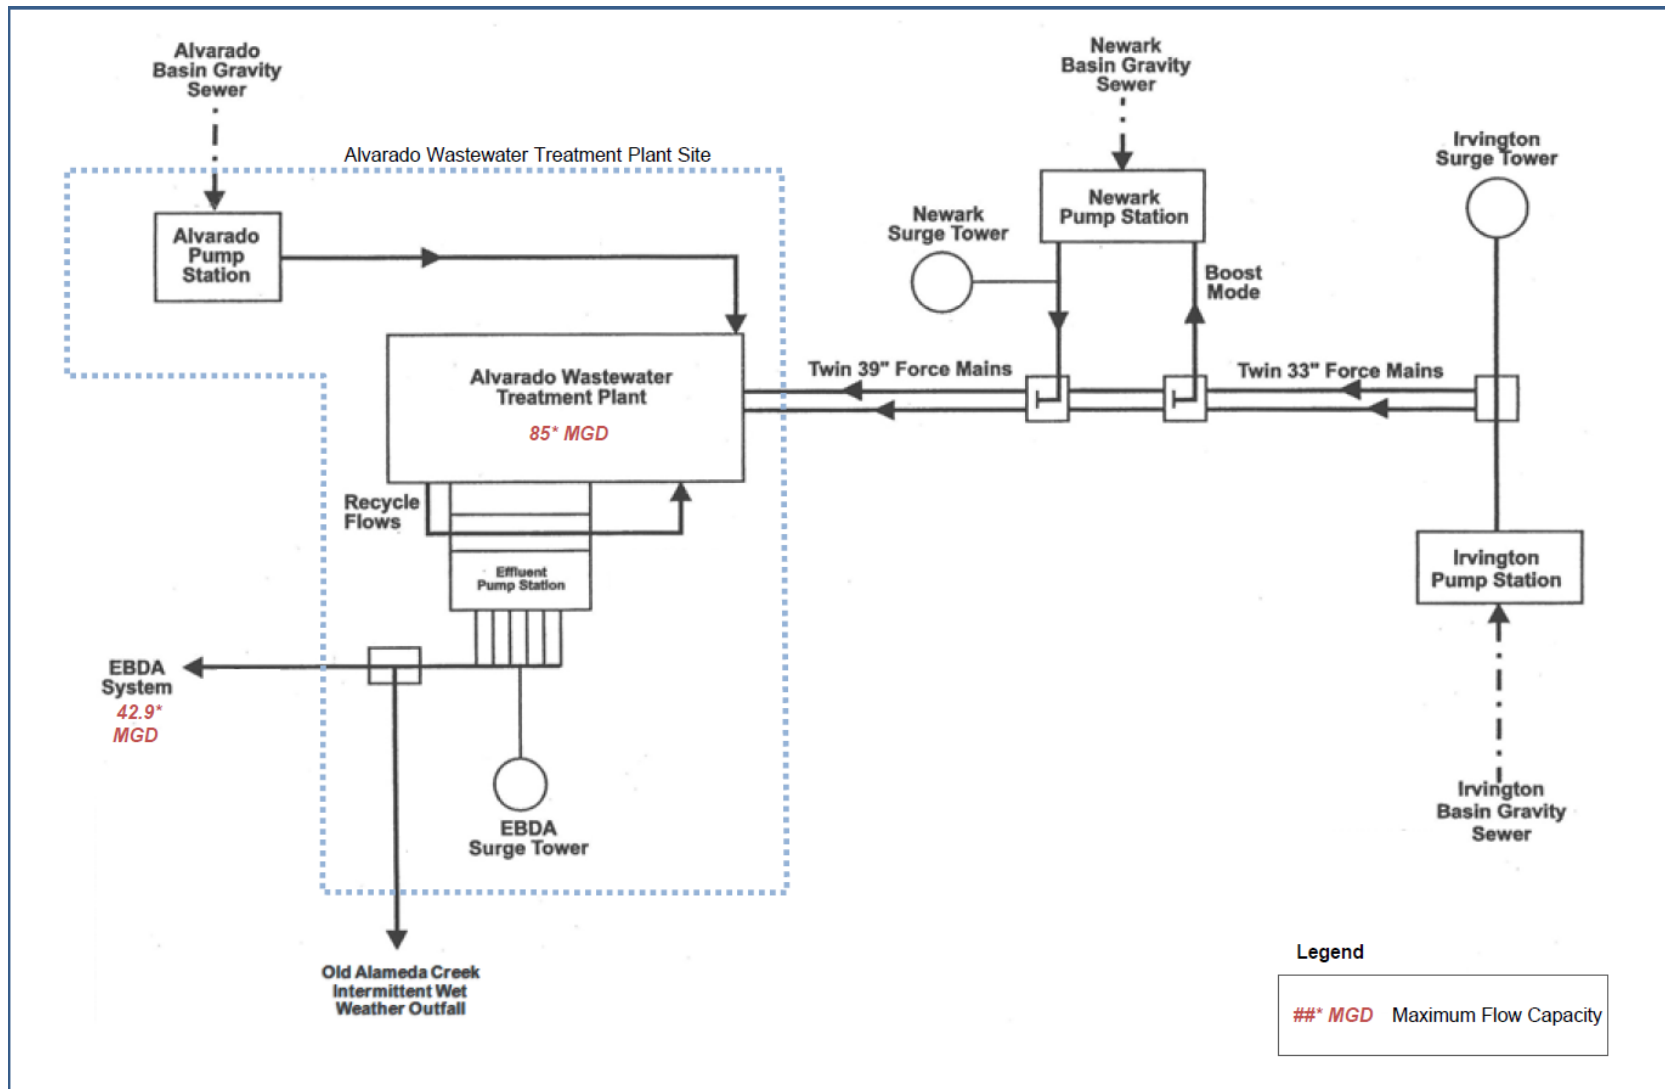 Alvarado
Basin Gravity
Sewer
Newark
Basin Gravity
Sewer
Irvington
Surge Tower
Alvarado Wastewater Treatment Plant Site
Alvarado
Pump
Station
Newark
Surge Tower
Newark
Pump Station
Boost
Mode
Alvarado Wastewater
Treatment Plant
85* MGD
Twin 39" Force Mains
Twin 33" Force Mains
Recycle
Flows
Effluent
Pump Station
Irvington
Pump Station
EBDA
System
42.9*
MGD
EBDA
Surge Tower
Irvington
Basin Gravity
Sewer
Old Alameda Creek
Intermittent Wet
Weather Outfall
Legend
##* MGD Maximum Flow Capacity